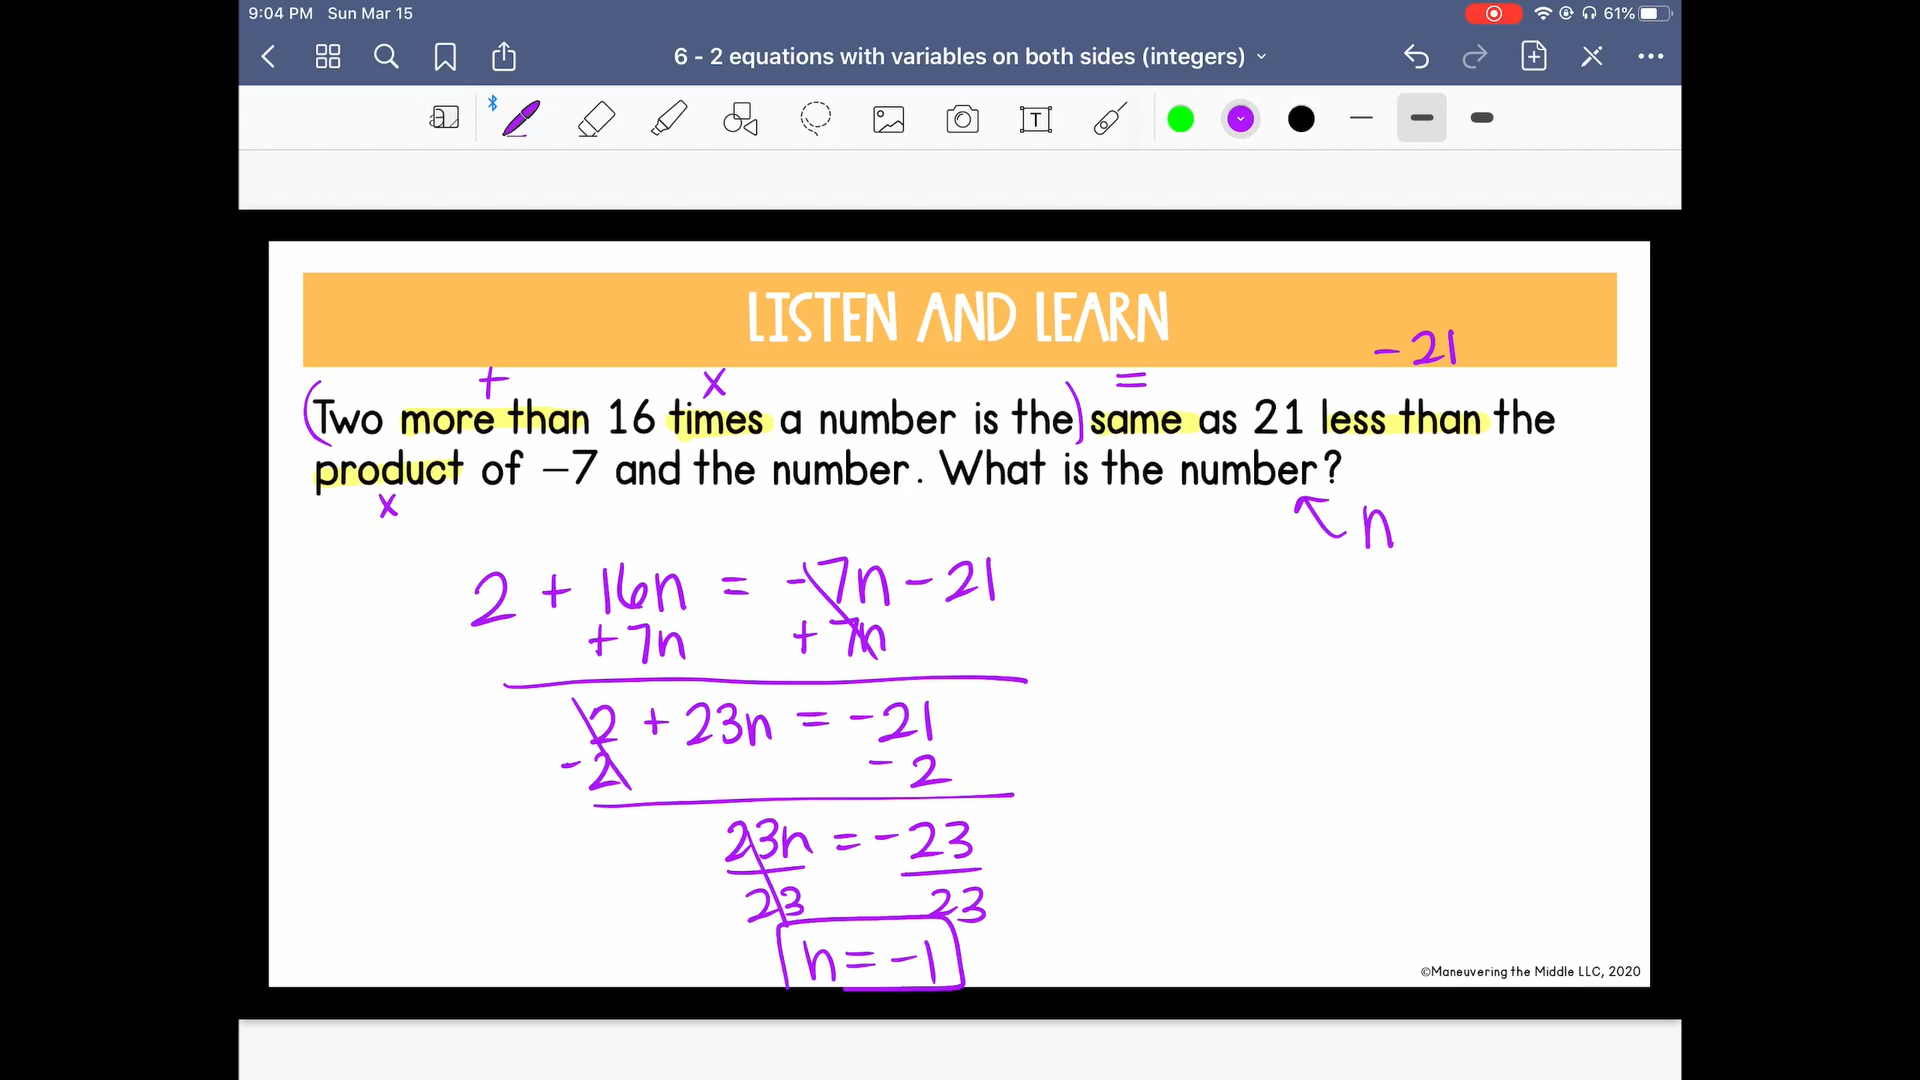 9:04 PM Sun Mar 15
61%
6 - 2 equations with variables on both sides (integers)
T
LISTEN AND LEARN
- 21
+ x =
(Two more than 16 times a number is the) same as 21 less than the
product of -7 and the number. What is the number?
x
n
2 + 16n = -7n - 21
+7n + 7n
2 + 23n = -21
-2 - 2
23n = -23
23 23
n = -1
©Maneuvering the Middle LLC, 2020